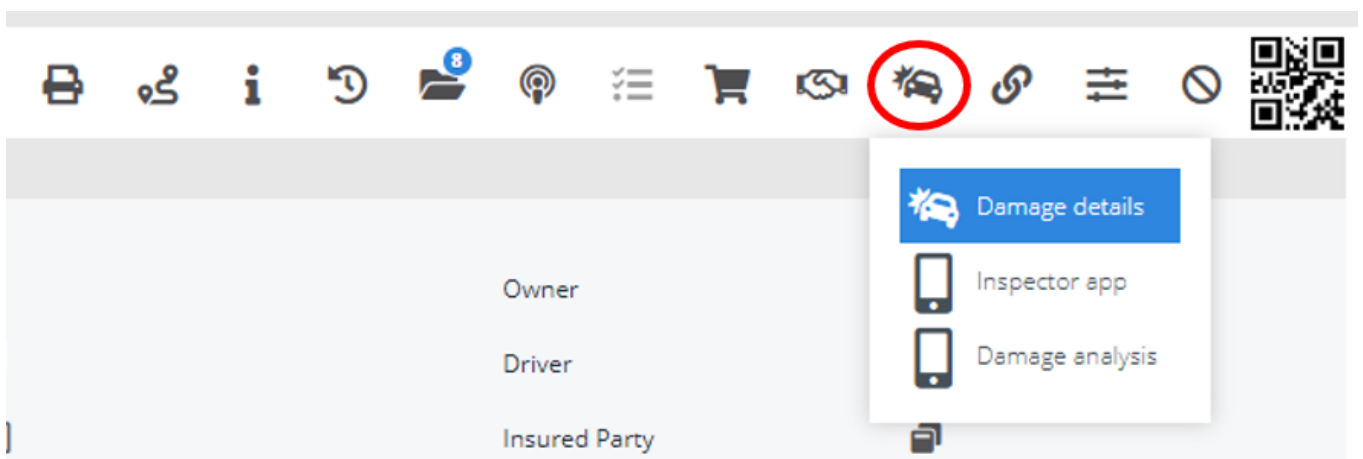 8
Damage details
Inspector app
Damage analysis
Owner
Driver
Insured Party